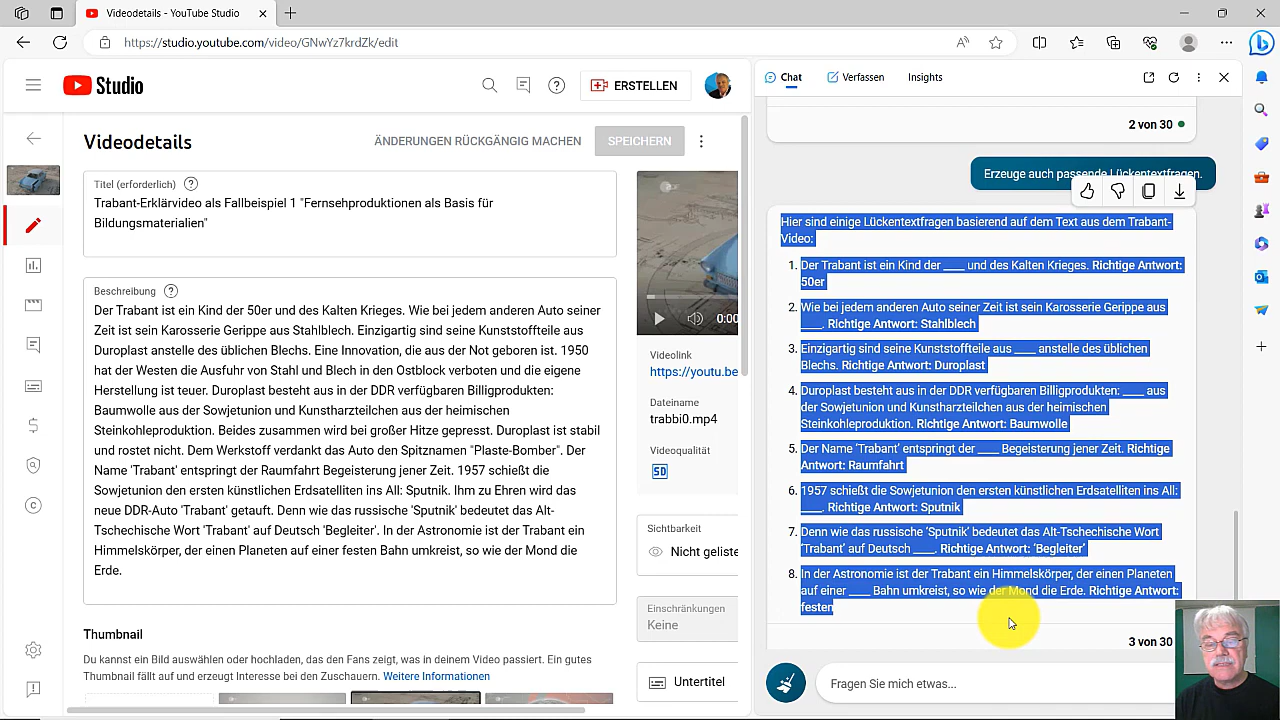 Videodetails - YouTube Studio
https://studio.youtube.com/video/GNwYz7krdZk/edit
Studio
ERSTELLEN
Videodetails
ÄNDERUNGEN RÜCKGÄNGIG MACHEN
SPEICHERN
Titel (erforderlich)
Trabant-Erklärvideo als Fallbeispiel 1 "Fernsehproduktionen als Basis für
Bildungsmaterialien"
Beschreibung
Der Trabant ist ein Kind der 50er und des Kalten Krieges. Wie bei jedem anderen Auto seiner
Zeit ist sein Karosserie Gerippe aus Stahlblech. Einzigartig sind seine Kunststoffteile aus
Duroplast anstelle des üblichen Blechs. Eine Innovation, die aus der Not geboren ist. 1950
hat der Westen die Ausfuhr von Stahl und Blech in den Ostblock verboten und die eigene
Herstellung ist teuer. Duroplast besteht aus in der DDR verfügbaren Billigprodukten:
Baumwolle aus der Sowjetunion und Kunstharzteilchen aus der heimischen
Steinkohleproduktion. Beides zusammen wird bei großer Hitze gepresst. Duroplast ist stabil
und rostet nicht. Dem Werkstoff verdankt das Auto den Spitznamen "Plaste-Bomber". Der
Name 'Trabant' entspringt der Raumfahrt Begeisterung jener Zeit. 1957 schießt die
Sowjetunion den ersten künstlichen Erdsatelliten ins All: Sputnik. Ihm zu Ehren wird das
neue DDR-Auto 'Trabant' getauft. Denn wie das russische 'Sputnik' bedeutet das Alt-
Tschechische Wort 'Trabant' auf Deutsch 'Begleiter'. In der Astronomie ist der Trabant ein
Himmelskörper, der einen Planeten auf einer festen Bahn umkreist, so wie der Mond die
Erde.
Thumbnail
Du kannst ein Bild auswählen oder hochladen, das den Fans zeigt, was in deinem Video passiert. Ein gutes
Thumbnail fällt auf und erzeugt Interesse bei den Zuschauern. Weitere Informationen
0:00
Videolink
https://youtu.be
Dateiname
trabbi0.mp4
Videoqualität
SD
Sichtbarkeit
Nicht geliste
Einschränkungen
Keine
Untertitel
Chat
Verfassen
Insights
2 von 30
Erzeuge auch passende Lückentextfragen.
Hier sind einige Lückentextfragen basierend auf dem Text aus dem Trabant-
Video:
1. Der Trabant ist ein Kind der ____ und des Kalten Krieges. Richtige Antwort:
50er
2. Wie bei jedem anderen Auto seiner Zeit ist sein Karosserie Gerippe aus
____. Richtige Antwort: Stahlblech
3. Einzigartig sind seine Kunststoffteile aus ____ anstelle des üblichen
Blechs. Richtige Antwort: Duroplast
4. Duroplast besteht aus in der DDR verfügbaren Billigprodukten: ____ aus
der Sowjetunion und Kunstharzteilchen aus der heimischen
Steinkohleproduktion. Richtige Antwort: Baumwolle
5. Der Name 'Trabant' entspringt der ____ Begeisterung jener Zeit. Richtige
Antwort: Raumfahrt
6. 1957 schießt die Sowjetunion den ersten künstlichen Erdsatelliten ins All:
____. Richtige Antwort: Sputnik
7. Denn wie das russische 'Sputnik' bedeutet das Alt-Tschechische Wort
'Trabant' auf Deutsch ____. Richtige Antwort: 'Begleiter'
8. In der Astronomie ist der Trabant ein Himmelskörper, der einen Planeten
auf einer ____ Bahn umkreist, so wie der Mond die Erde. Richtige Antwort:
festen
3 von 30
Fragen Sie mich etwas...